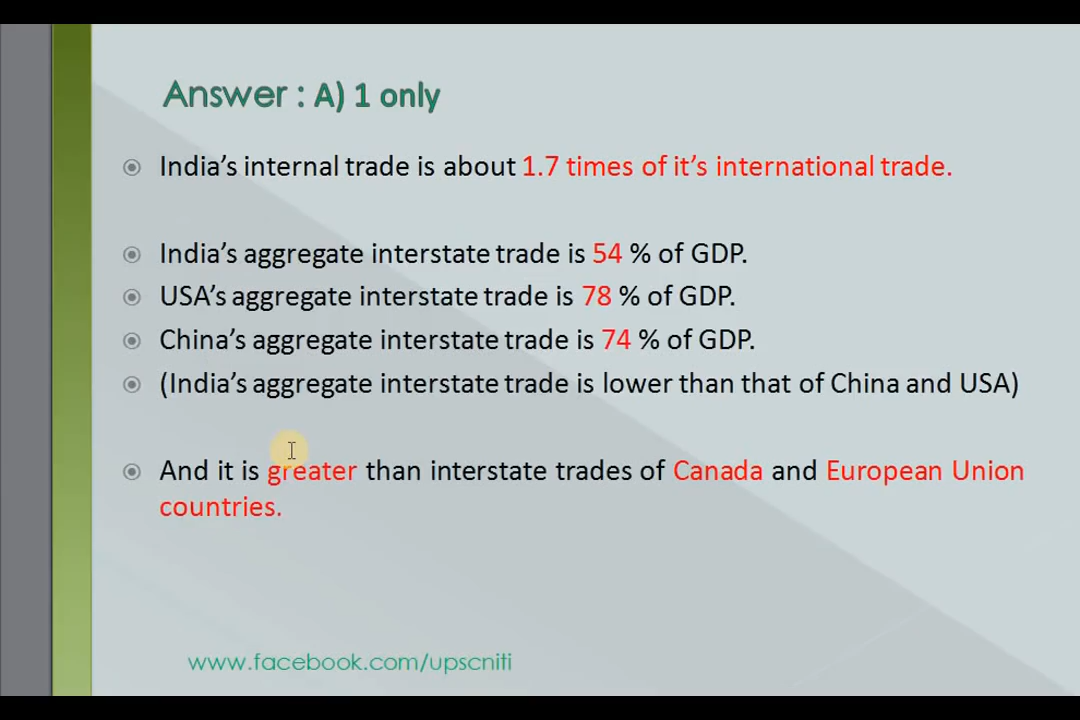 Answer : A) 1 only
India's internal trade is about 1.7 times of it's international trade.
India's aggregate interstate trade is 54 % of GDP.
USA's aggregate interstate trade is 78 % of GDP.
China's aggregate interstate trade is 74 % of GDP.
(India's aggregate interstate trade is lower than that of China and USA)
And it is greater than interstate trades of Canada and European Union
countries.
www.facebook.com/upscniti